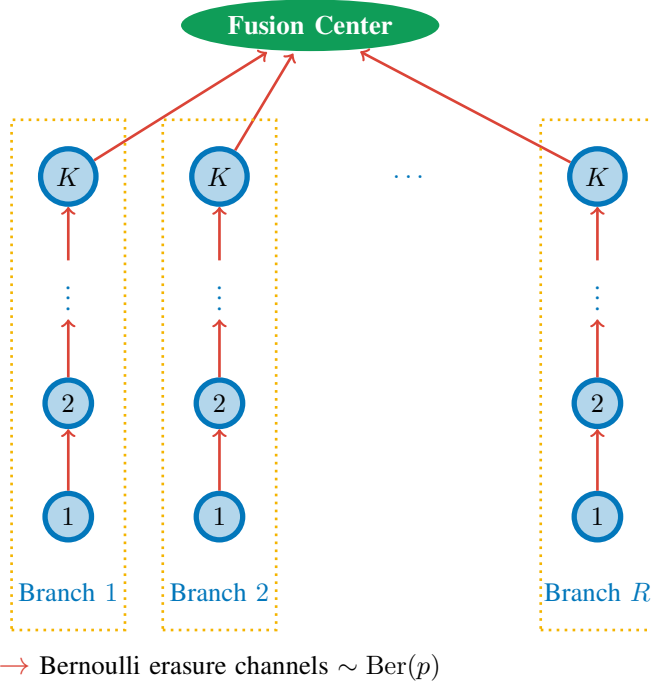 Fusion Center
K K ... K
⋮ ⋮ ⋮
2 2 2
1 1 1
Branch 1 Branch 2 Branch R
→ Bernoulli erasure channels ∼ Ber(p)